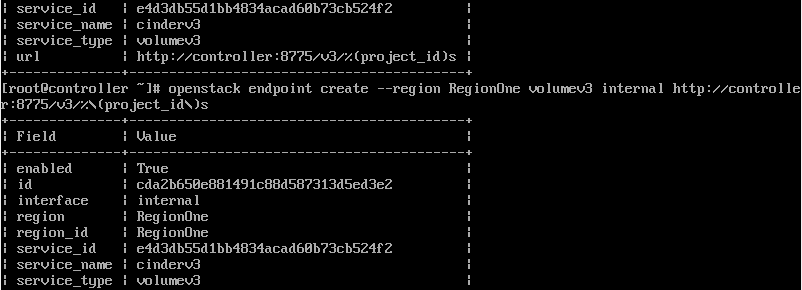 | service_id | e4d3db55d1bb4834acad60b73cb524f2 |
| service_name | cinderv3 |
| service_type | volumev3 |
| url | http://controller:8775/v3/%(project_id)s |
+--------------+------------------------------------------+
[root@controller ~]# openstack endpoint create --region RegionOne volumev3 internal http://controlle
r:8775/v3/%\(project_id\)s
+--------------+------------------------------------------+
| Field | Value |
+--------------+------------------------------------------+
| enabled | True |
| id | cda2b650e881491c88d587313d5ed3e2 |
| interface | internal |
| region | RegionOne |
| region_id | RegionOne |
| service_id | e4d3db55d1bb4834acad60b73cb524f2 |
| service_name | cinderv3 |
| service_type | volumev3 |